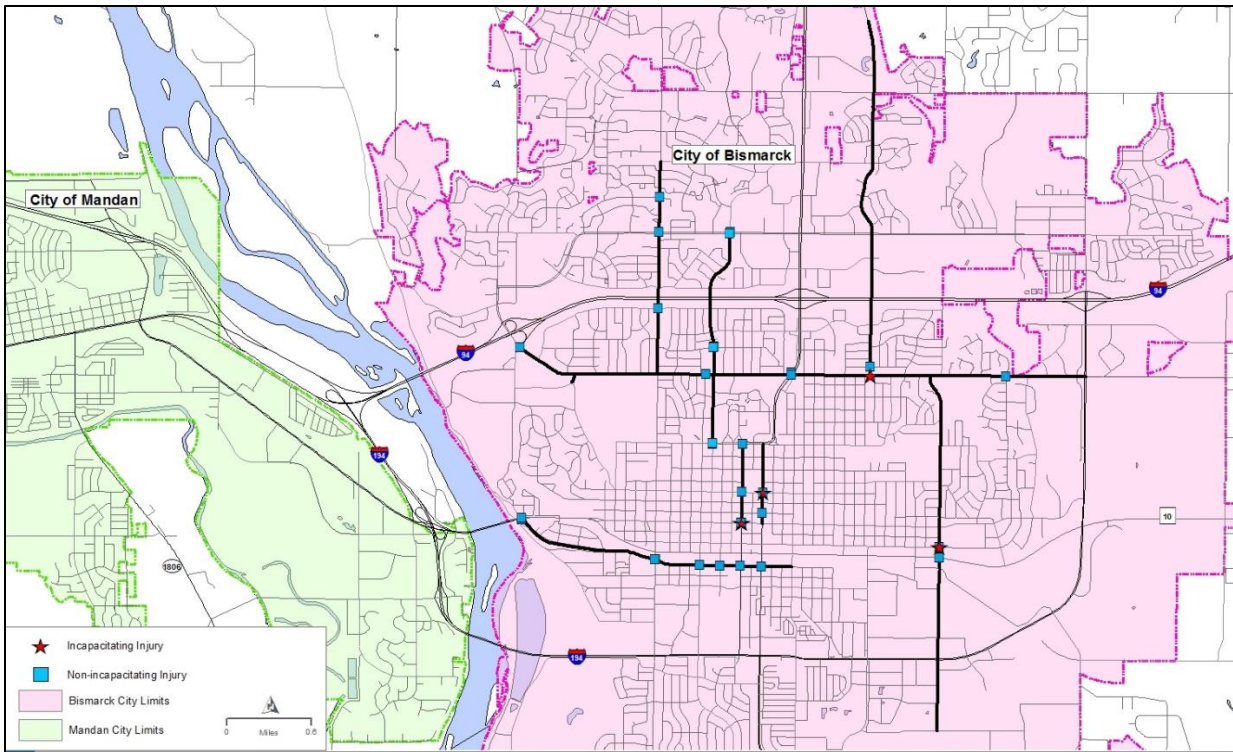 City of Bismarck
City of Mandan
94
94
194
10
1806
194
Incapacitating Injury
Non-incapacitating Injury
Bismarck City Limits
Mandan City Limits
0 Miles 0.6